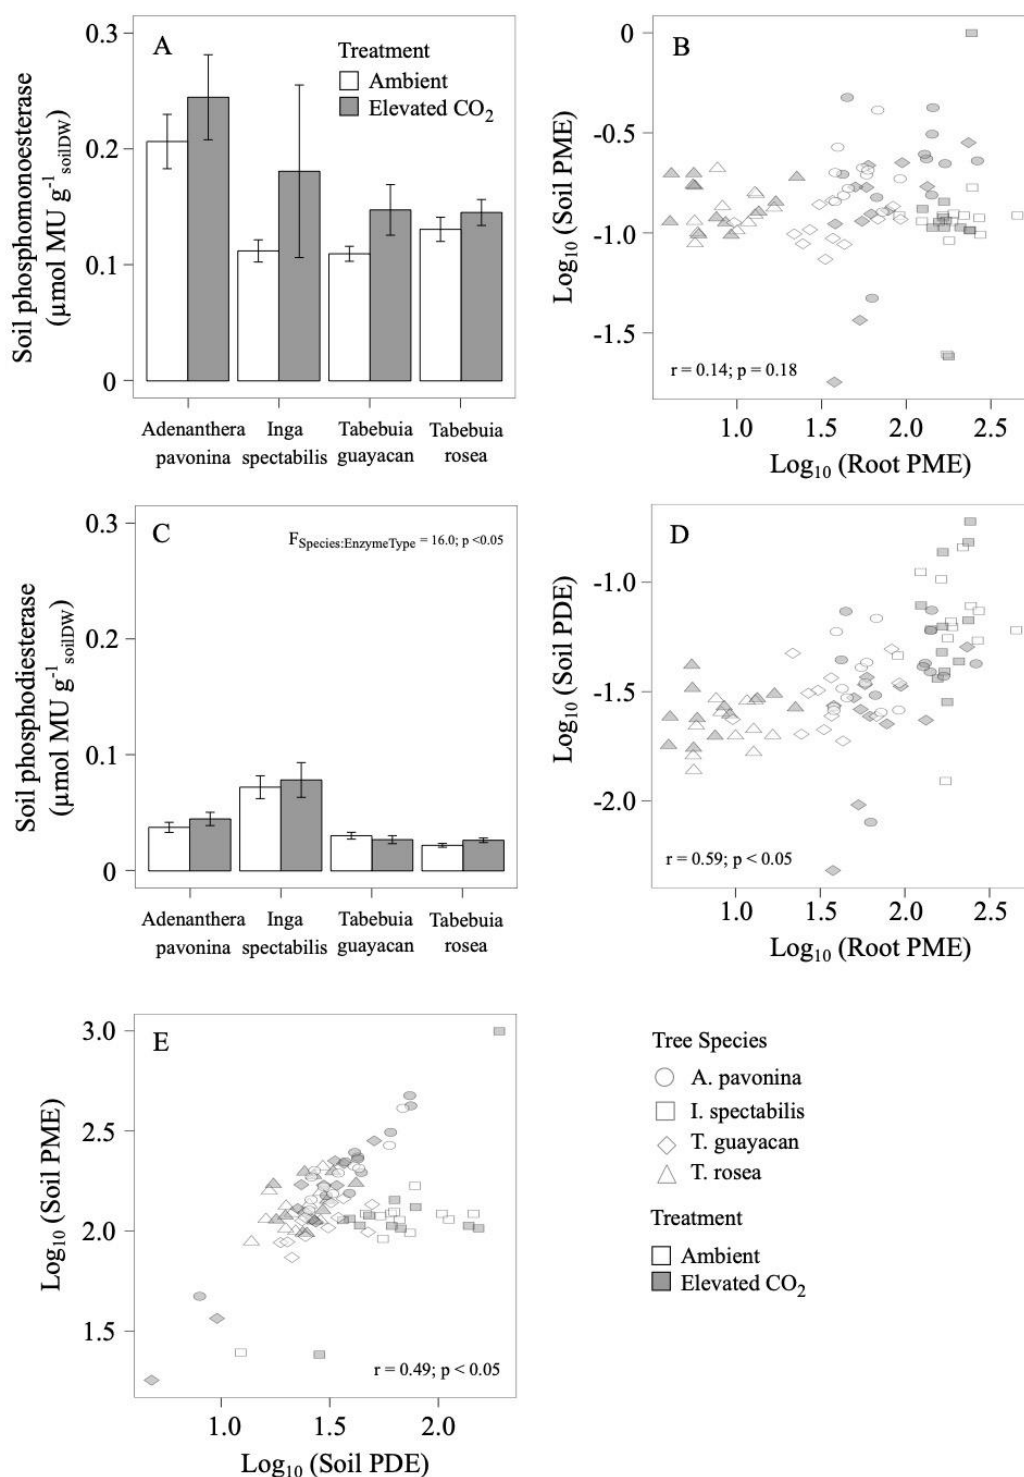 A
Treatment
Ambient
Elevated CO₂
Soil phosphomonoesterase
(µmol MU g⁻¹ soilDW)
0.3
0.2
0.1
0
Adenanthera
pavonina
Inga
spectabilis
Tabebuia
guayacan
Tabebuia
rosea
B
Log₁₀ (Soil PME)
0
-0.5
-1.0
-1.5
r = 0.14; p = 0.18
1.0 1.5 2.0 2.5
Log₁₀ (Root PME)
C
F Species:EnzymeType = 16.0; p <0.05
Soil phosphodiesterase
(µmol MU g⁻¹ soilDW)
0.3
0.2
0.1
0
Adenanthera
pavonina
Inga
spectabilis
Tabebuia
guayacan
Tabebuia
rosea
D
Log₁₀ (Soil PDE)
-1.0
-1.5
-2.0
r = 0.59; p < 0.05
1.0 1.5 2.0 2.5
Log₁₀ (Root PME)
E
Log₁₀ (Soil PME)
3.0
2.5
2.0
1.5
r = 0.49; p < 0.05
1.0 1.5 2.0
Log₁₀ (Soil PDE)
Tree Species
A. pavonina
I. spectabilis
T. guayacan
T. rosea
Treatment
Ambient
Elevated CO₂